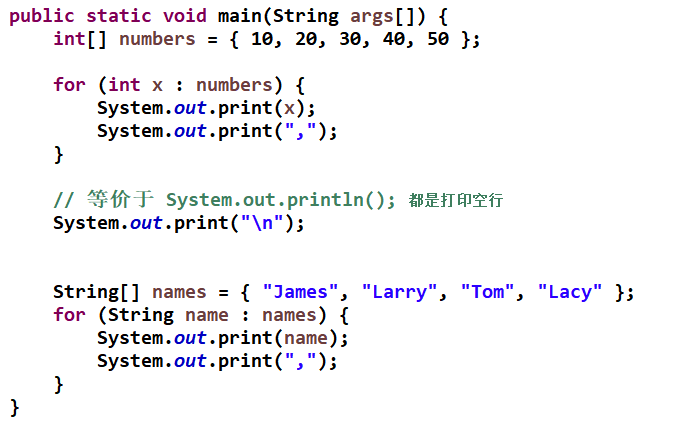 public static void main(String args[]) {
    int[] numbers = { 10, 20, 30, 40, 50 };

    for (int x : numbers) {
        System.out.print(x);
        System.out.print(",");
    }

    // 等价于 System.out.println(); 都是打印空行
    System.out.print("\n");


    String[] names = { "James", "Larry", "Tom", "Lacy" };
    for (String name : names) {
        System.out.print(name);
        System.out.print(",");
    }
}